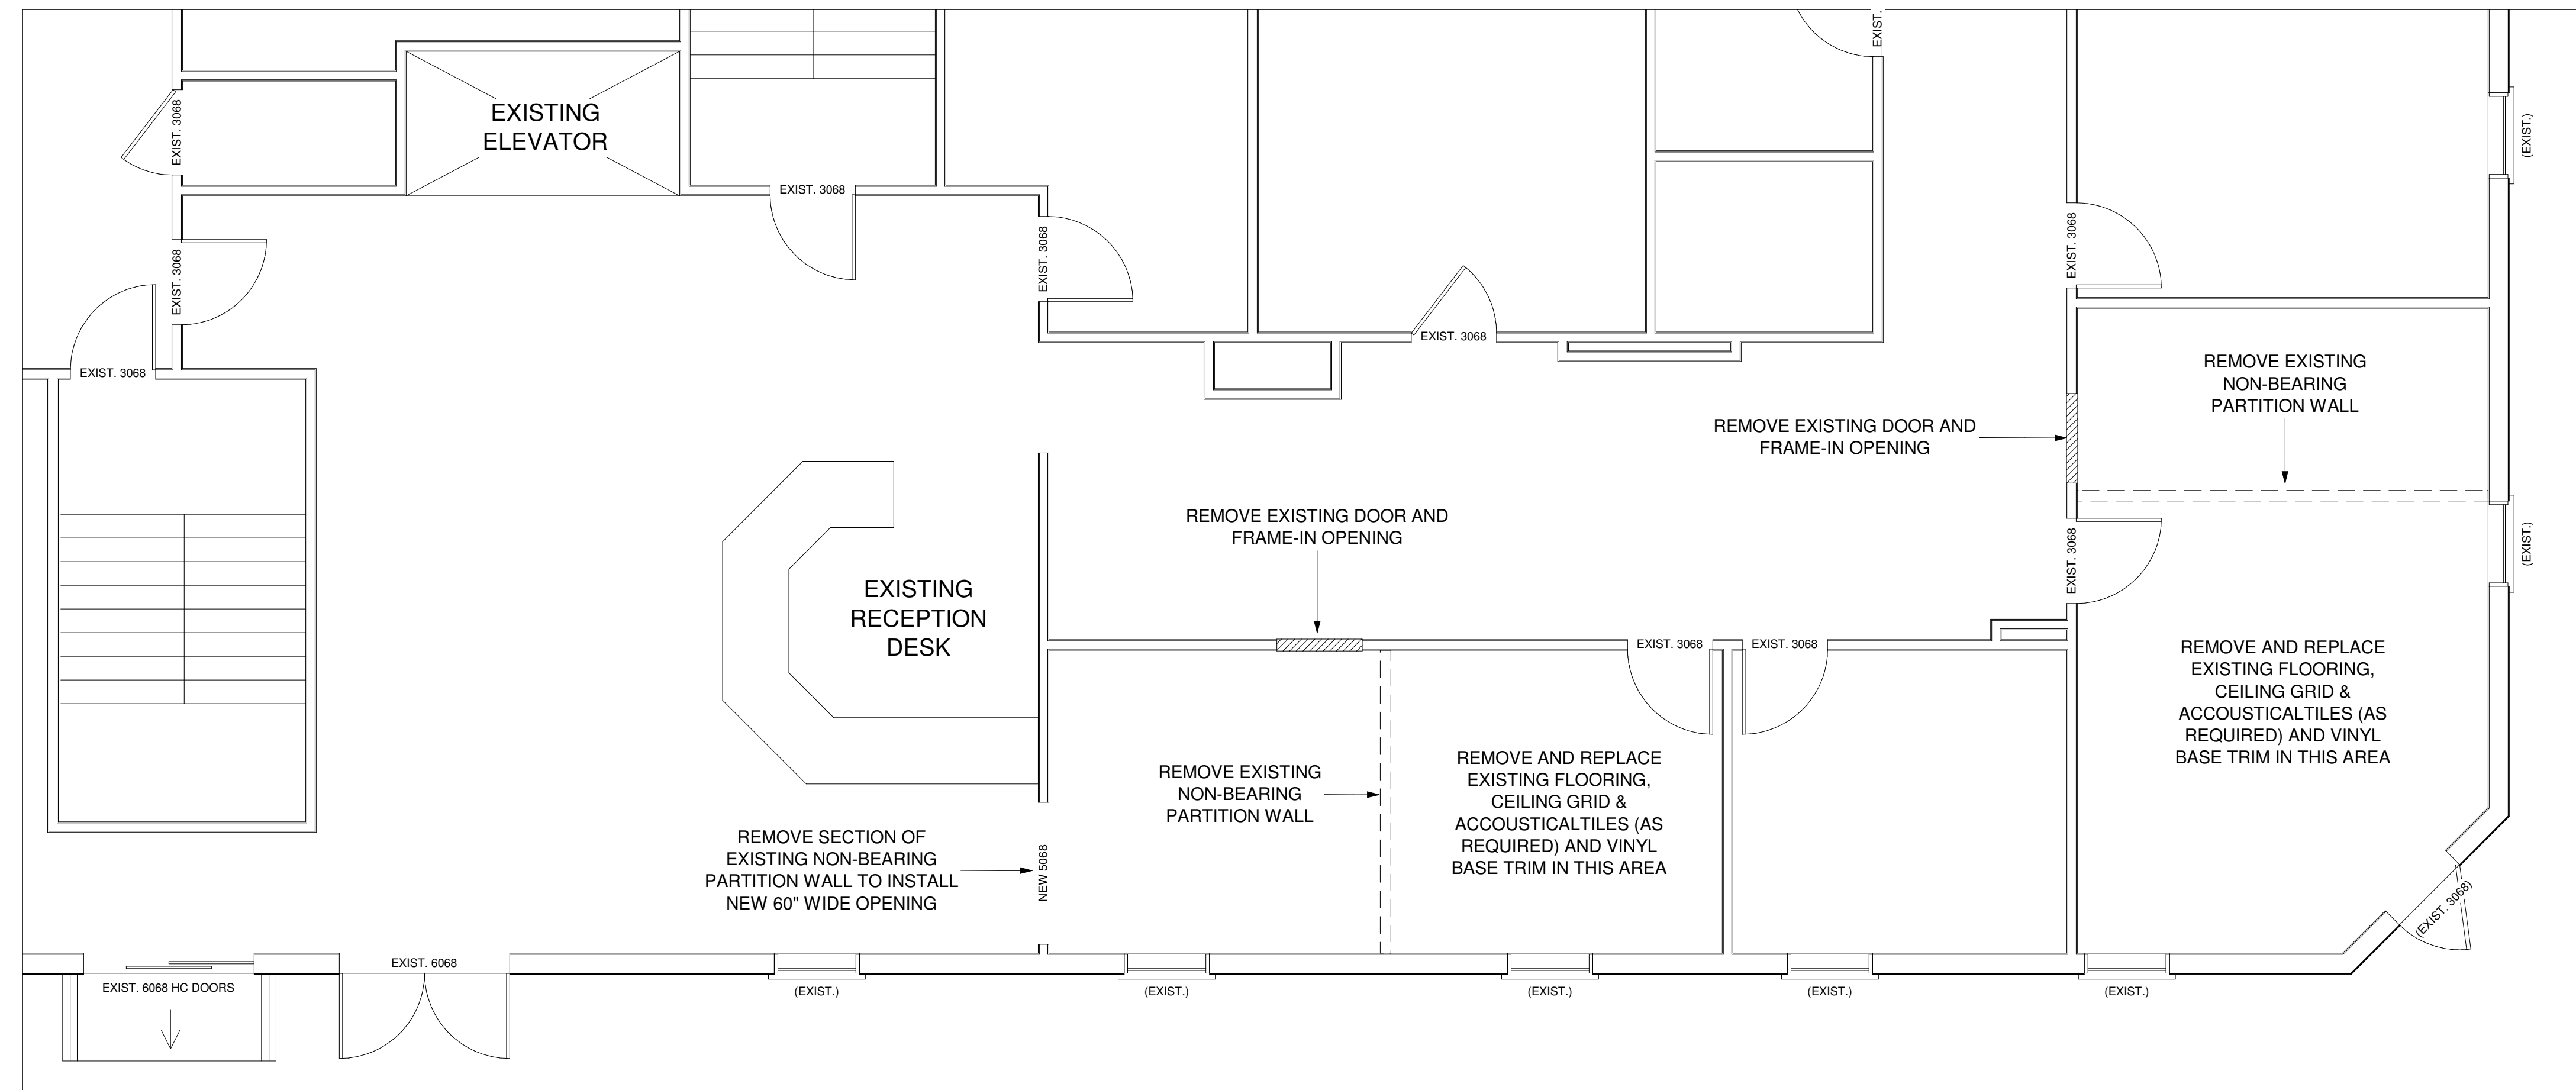 EXIST.
EXISTING
ELEVATOR
EXIST. 3068
(EXIST.)
EXIST. 3068
EXIST. 3068
EXIST. 3068
EXIST. 3068
EXIST. 3068
EXIST. 3068
EXIST. 3068
REMOVE EXISTING
NON-BEARING
PARTITION WALL
REMOVE EXISTING DOOR AND
FRAME-IN OPENING
REMOVE EXISTING DOOR AND
FRAME-IN OPENING
(EXIST.)
EXIST. 3068
EXISTING
RECEPTION
DESK
EXIST. 3068
EXIST. 3068
REMOVE AND REPLACE
EXISTING FLOORING,
CEILING GRID &
ACCOUSTICALTILES (AS
REQUIRED) AND VINYL
BASE TRIM IN THIS AREA
REMOVE EXISTING
NON-BEARING
PARTITION WALL
REMOVE AND REPLACE
EXISTING FLOORING,
CEILING GRID &
ACCOUSTICALTILES (AS
REQUIRED) AND VINYL
BASE TRIM IN THIS AREA
REMOVE SECTION OF
EXISTING NON-BEARING
PARTITION WALL TO INSTALL
NEW 60" WIDE OPENING
NEW 5068
(EXIST. 3068)
EXIST. 6068
EXIST. 6068 HC DOORS
(EXIST.)
(EXIST.)
(EXIST.)
(EXIST.)
(EXIST.)